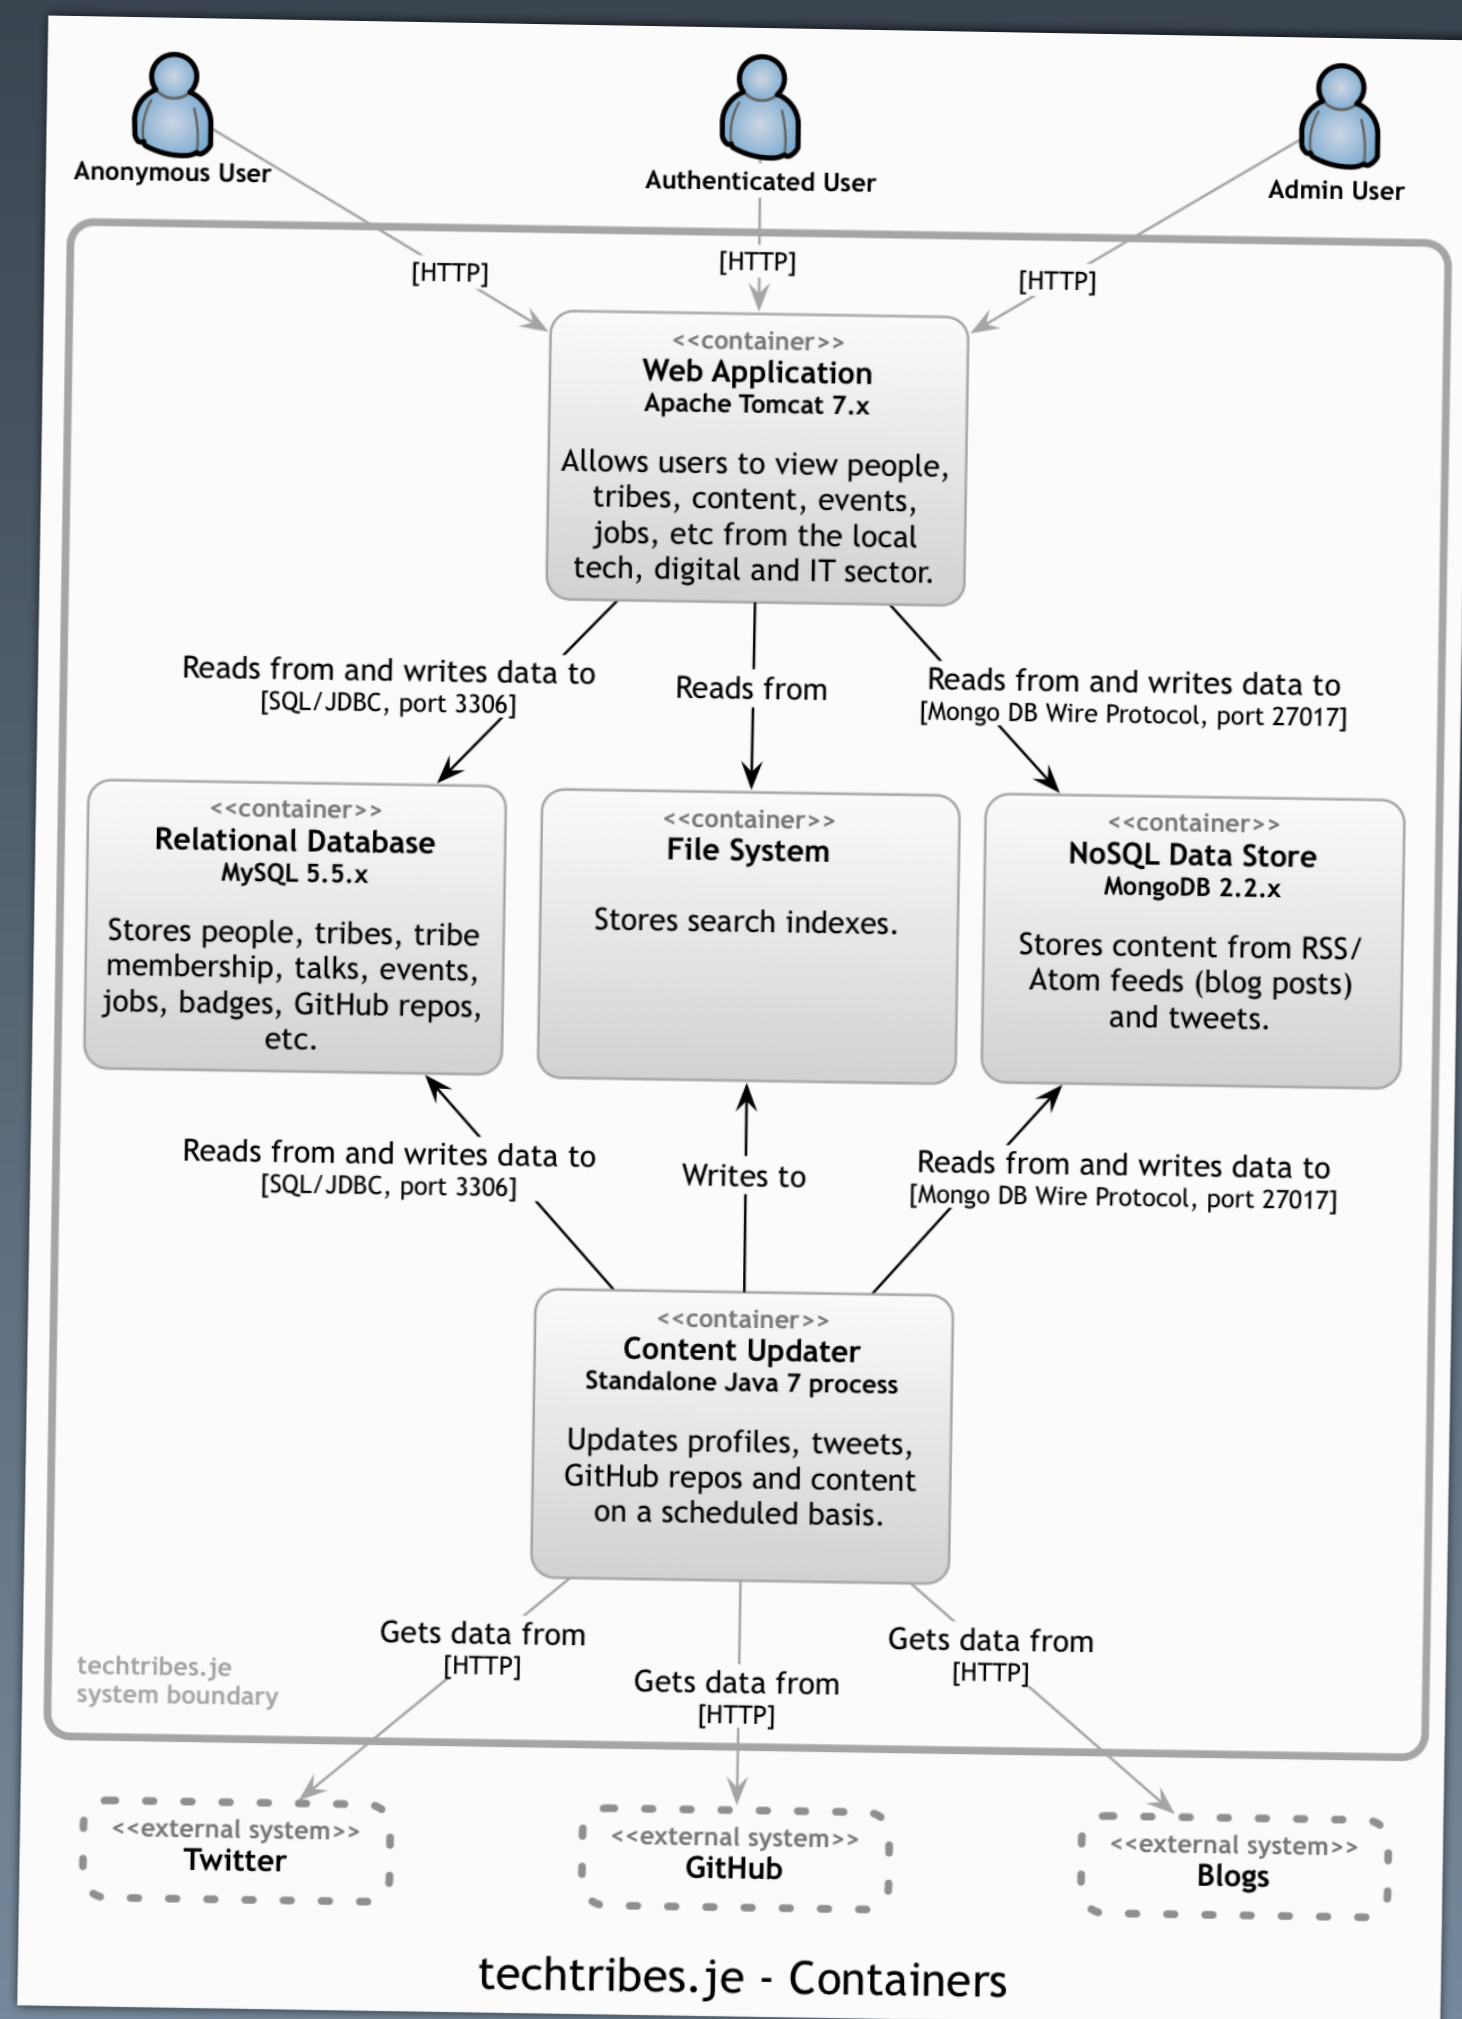 Anonymous User
Authenticated User
Admin User
[HTTP]
[HTTP]
[HTTP]
<<container>>
Web Application
Apache Tomcat 7.x
Allows users to view people,
tribes, content, events,
jobs, etc from the local
tech, digital and IT sector.
Reads from and writes data to
[SQL/JDBC, port 3306]
Reads from
Reads from and writes data to
[Mongo DB Wire Protocol, port 27017]
<<container>>
Relational Database
MySQL 5.5.x
Stores people, tribes, tribe
membership, talks, events,
jobs, badges, GitHub repos,
etc.
<<container>>
File System
Stores search indexes.
<<container>>
NoSQL Data Store
MongoDB 2.2.x
Stores content from RSS/
Atom feeds (blog posts)
and tweets.
Reads from and writes data to
[SQL/JDBC, port 3306]
Writes to
Reads from and writes data to
[Mongo DB Wire Protocol, port 27017]
<<container>>
Content Updater
Standalone Java 7 process
Updates profiles, tweets,
GitHub repos and content
on a scheduled basis.
Gets data from
[HTTP]
Gets data from
[HTTP]
Gets data from
[HTTP]
techtribes.je
system boundary
<<external system>>
Twitter
<<external system>>
GitHub
<<external system>>
Blogs
techtribes.je - Containers